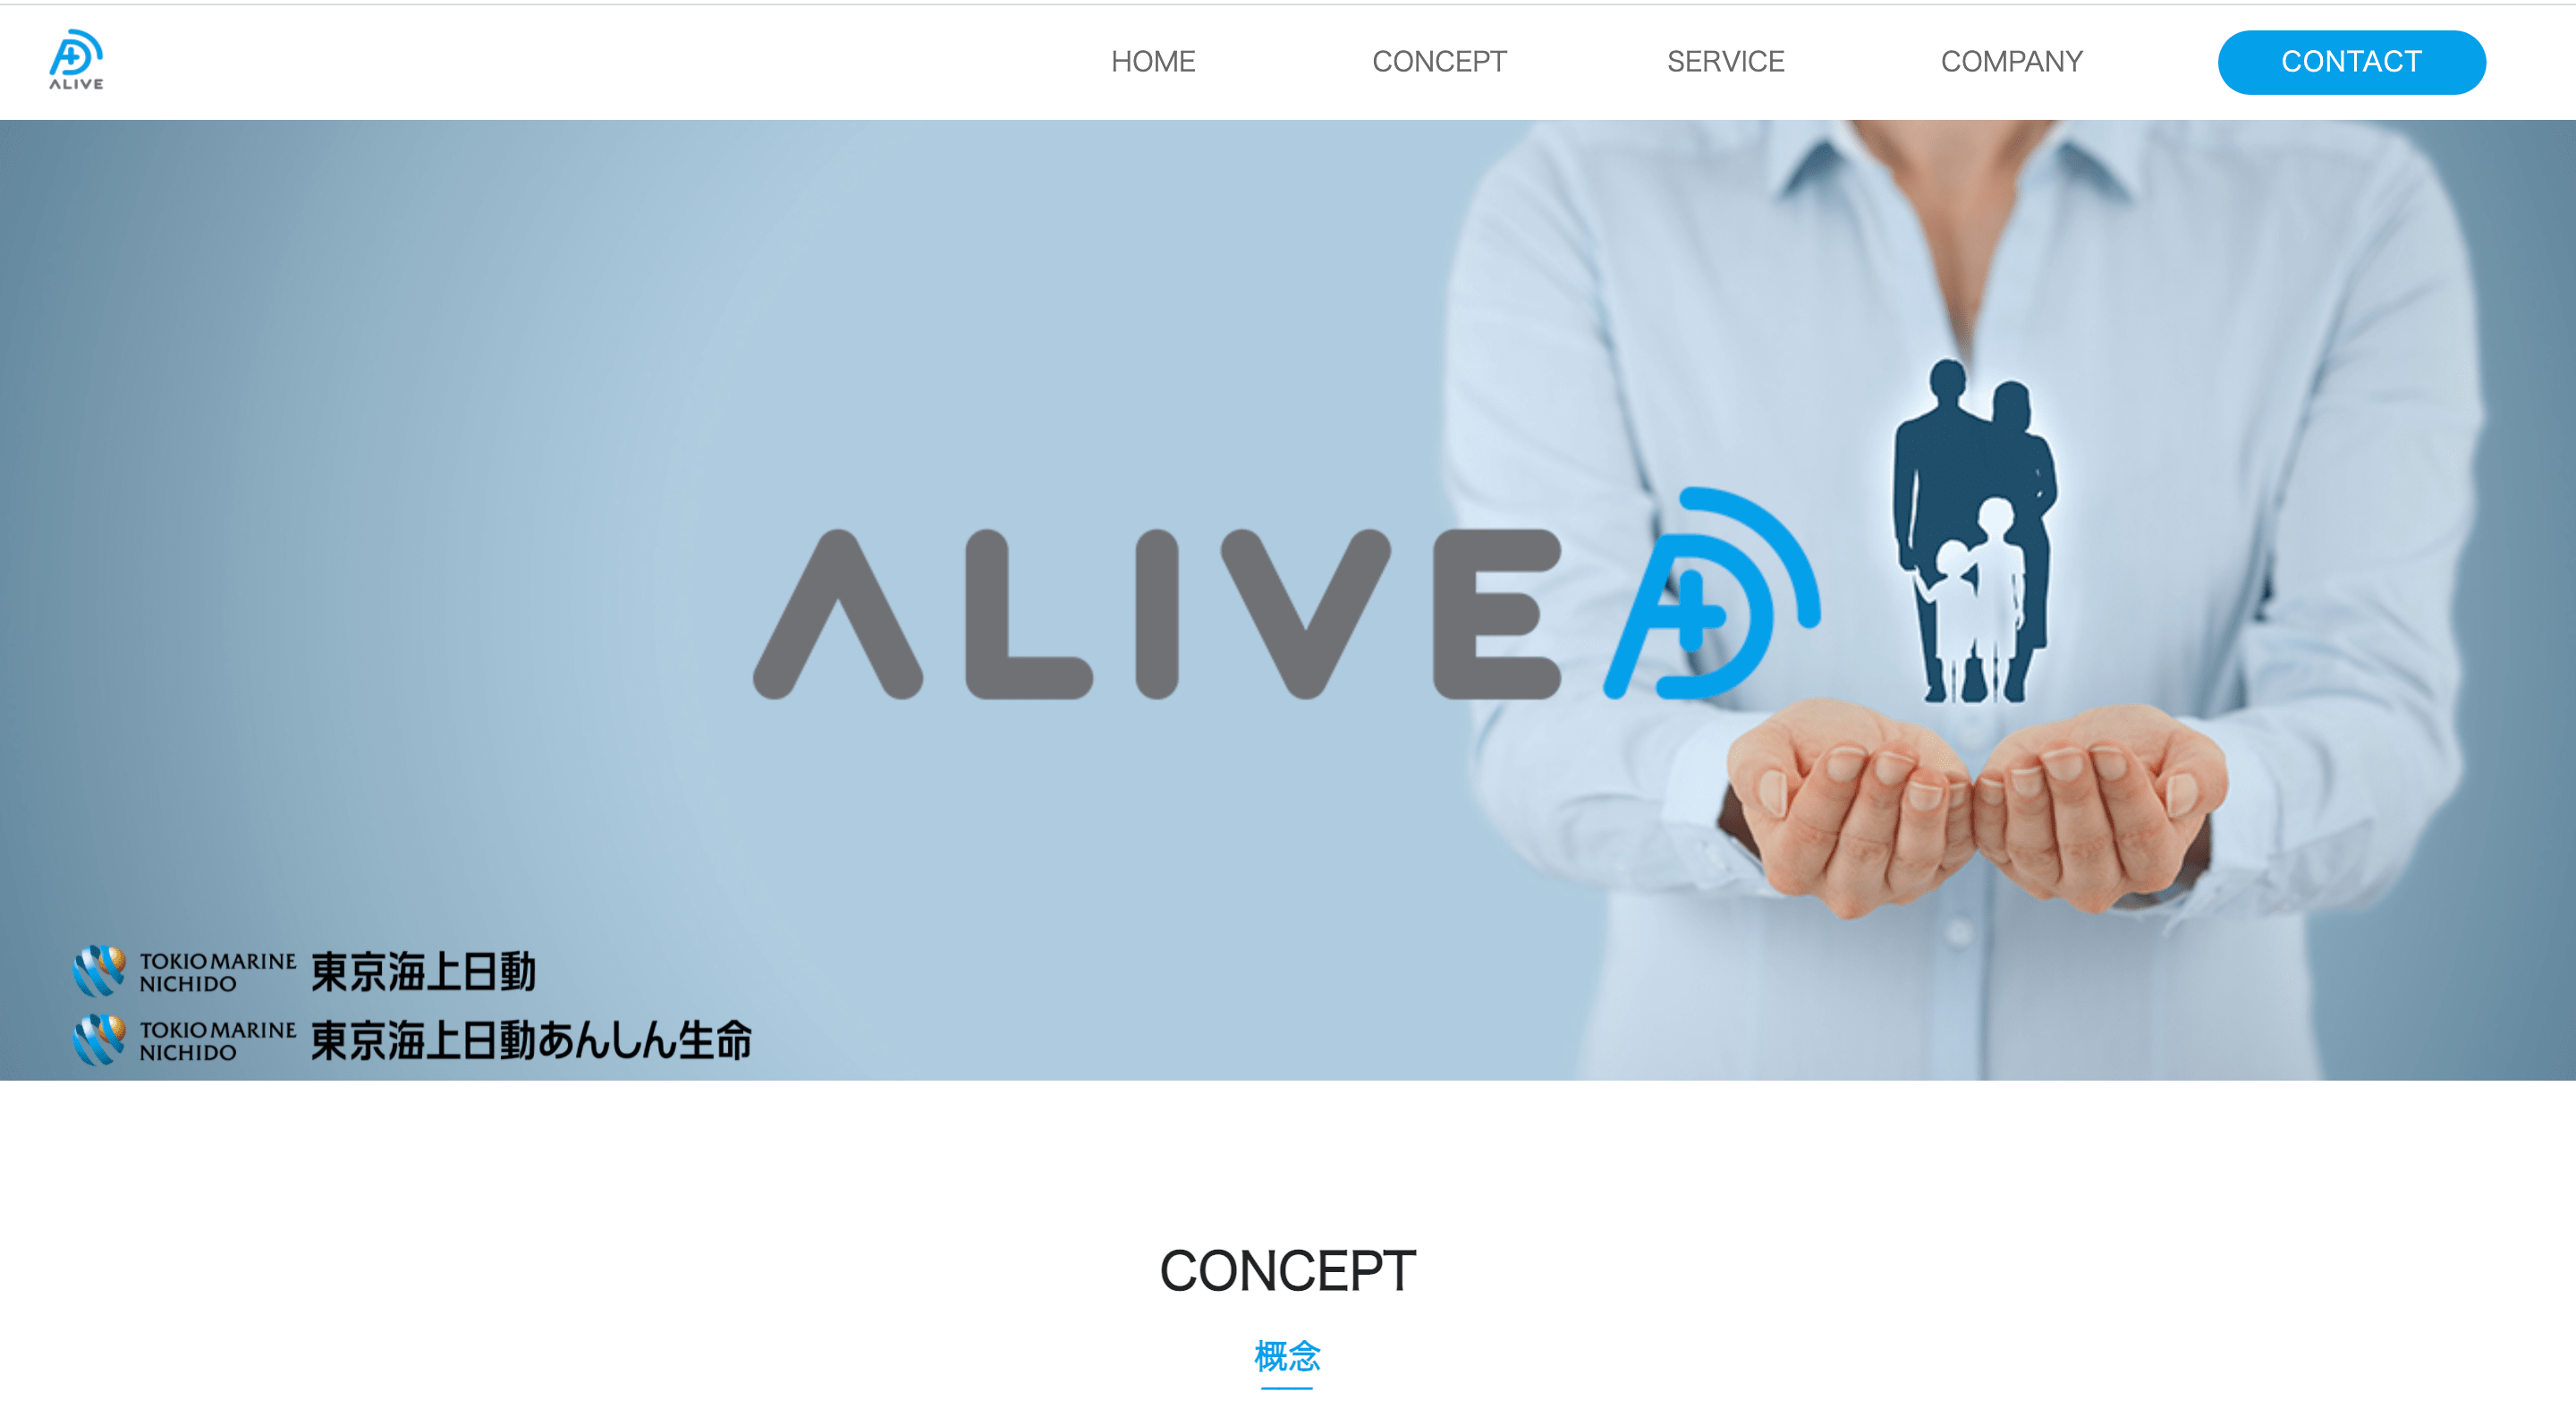 ALIVE
HOME
CONCEPT
SERVICE
COMPANY
CONTACT
ALIVE
TOKIO MARINE
NICHIDO
東京海上日動
TOKIO MARINE
NICHIDO
東京海上日動あんしん生命
CONCEPT
概念